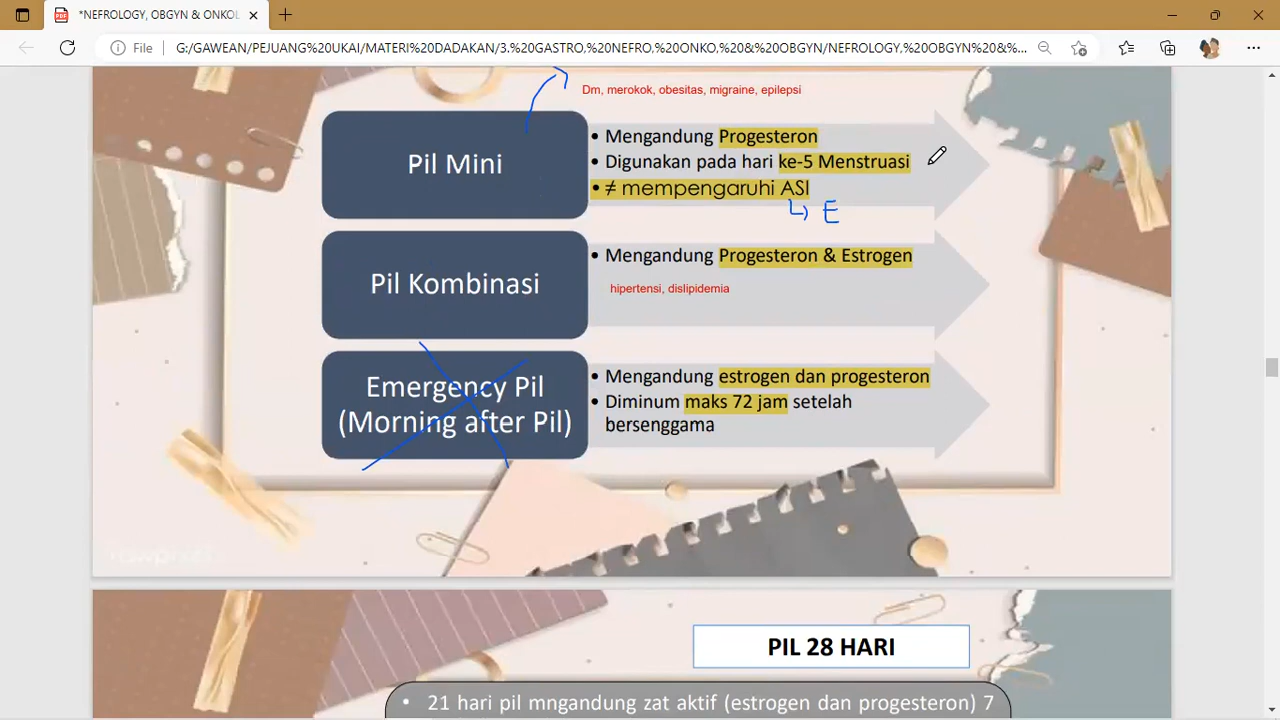 *NEFROLOGY, OBGYN & ONKOL
File
G:/GAWEAN/PEJUANG%20UKAI/MATERI%20DADAKAN/3.%20GASTRO,%20NEFRO,%20ONKO,%20&%20OBGYN/NEFROLOGY,%20OBGYN%20&%...
Dm, merokok, obesitas, migraine, epilepsi
Pil Mini
• Mengandung Progesteron
• Digunakan pada hari ke-5 Menstruasi
• ≠ mempengaruhi ASI
E
Pil Kombinasi
• Mengandung Progesteron & Estrogen
hipertensi, dislipidemia
Emergency Pil
(Morning after Pil)
• Mengandung estrogen dan progesteron
• Diminum maks 72 jam setelah
bersenggama
PIL 28 HARI
• 21 hari pil mngandung zat aktif (estrogen dan progesteron) 7